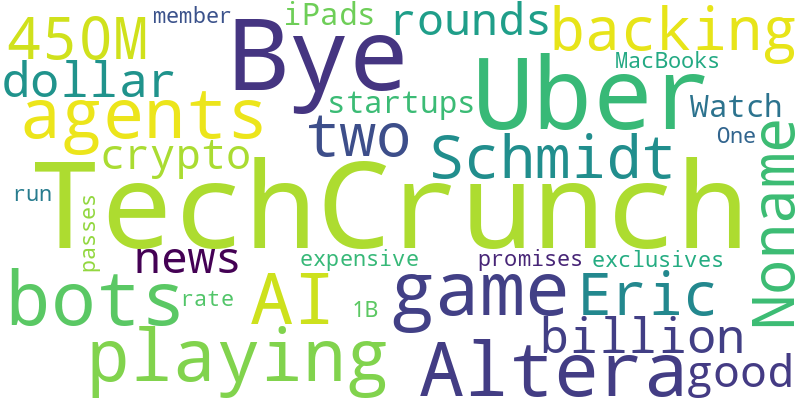 member
iPads
rounds
backing
450M
Bye
MacBooks
dollar
Uber
agents
startups
Watch
two
One
crypto
Schmidt
Noname
TechCrunch
run
passes
news
expensive
promises
exclusives
bots
rate
AI
1B
game
Eric
playing
billion
Altera
good